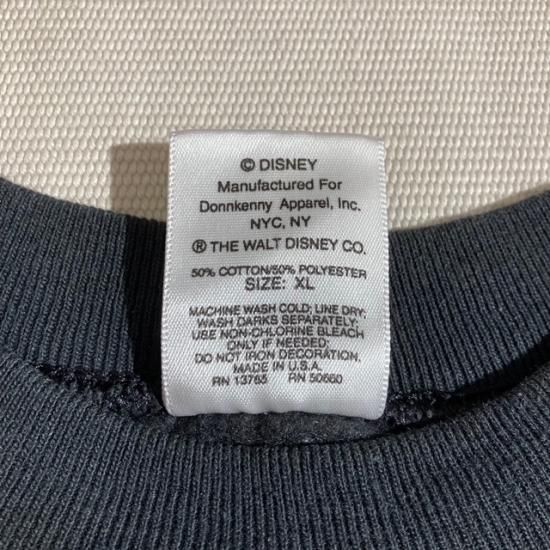 © DISNEY
Manufactured For
Donnkenny Apparel, Inc.
NYC, NY
® THE WALT DISNEY CO.
50% COTTON/50% POLYESTER
SIZE: XL
MACHINE WASH COLD; LINE DRY;
WASH DARKS SEPARATELY;
USE NON-CHLORINE BLEACH
ONLY IF NEEDED;
DO NOT IRON DECORATION.
MADE IN U.S.A.
RN 13765 RN 50660